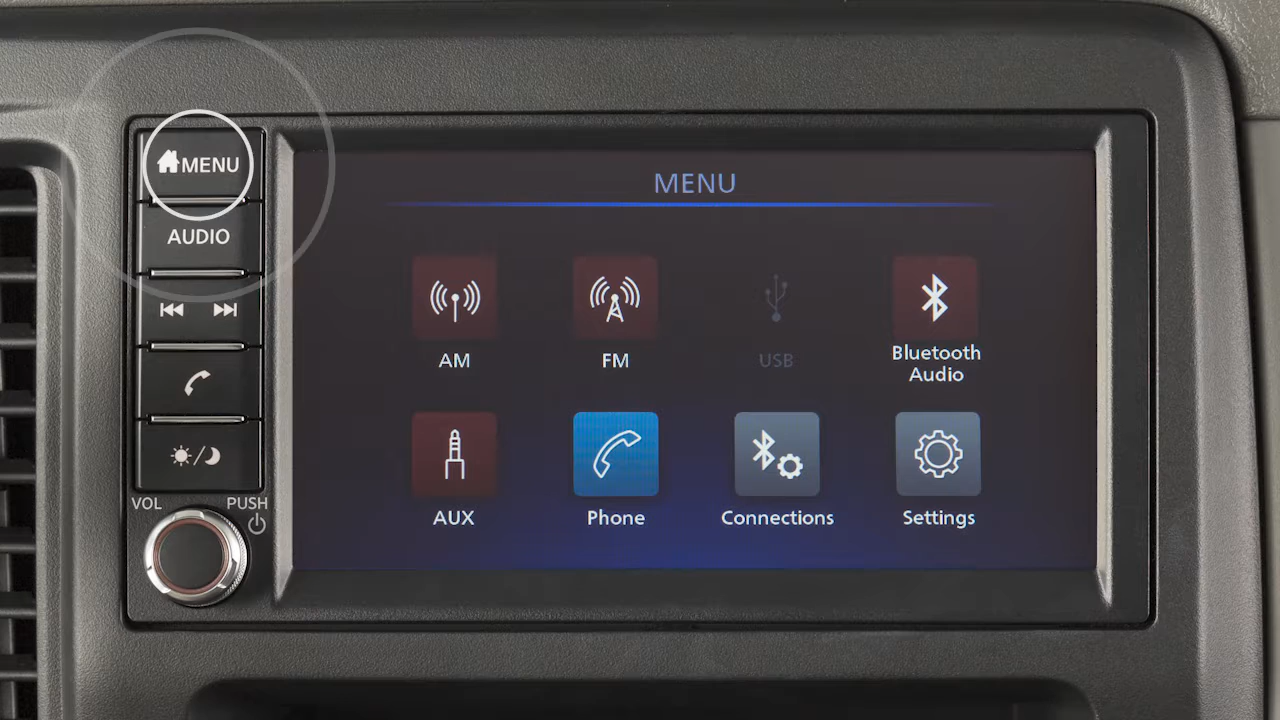 MENU
AUDIO
VOL
PUSH
MENU
AM
FM
USB
Bluetooth
Audio
AUX
Phone
Connections
Settings